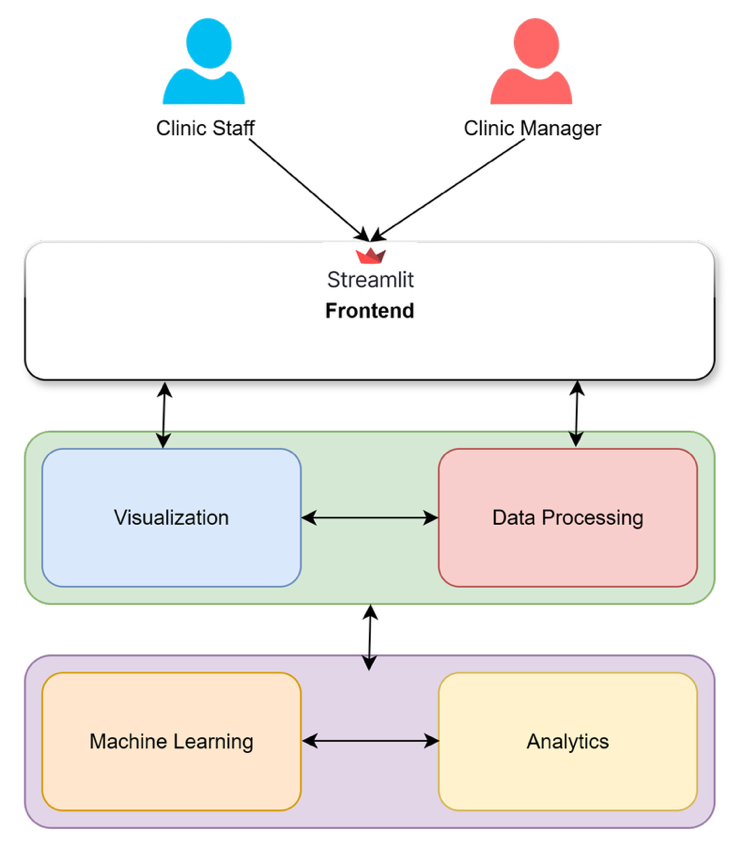 Clinic Staff
Clinic Manager
Streamlit
Frontend
Visualization
Data Processing
Machine Learning
Analytics